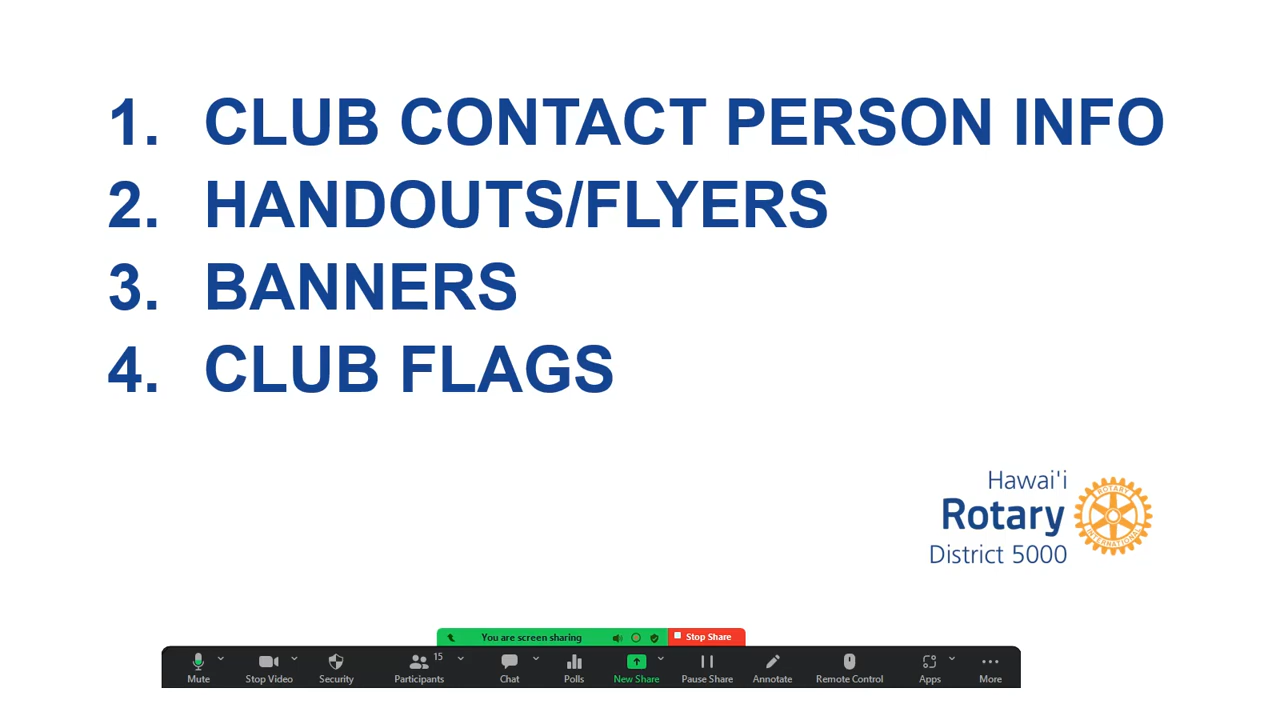 1. CLUB CONTACT PERSON INFO
2. HANDOUTS/FLYERS
3. BANNERS
4. CLUB FLAGS
Hawai'i
Rotary
District 5000
ROTARY
INTERNATIONAL
You are screen sharing Stop Share
15
Mute Stop Video Security Participants Chat Polls New Share Pause Share Annotate Remote Control Apps More